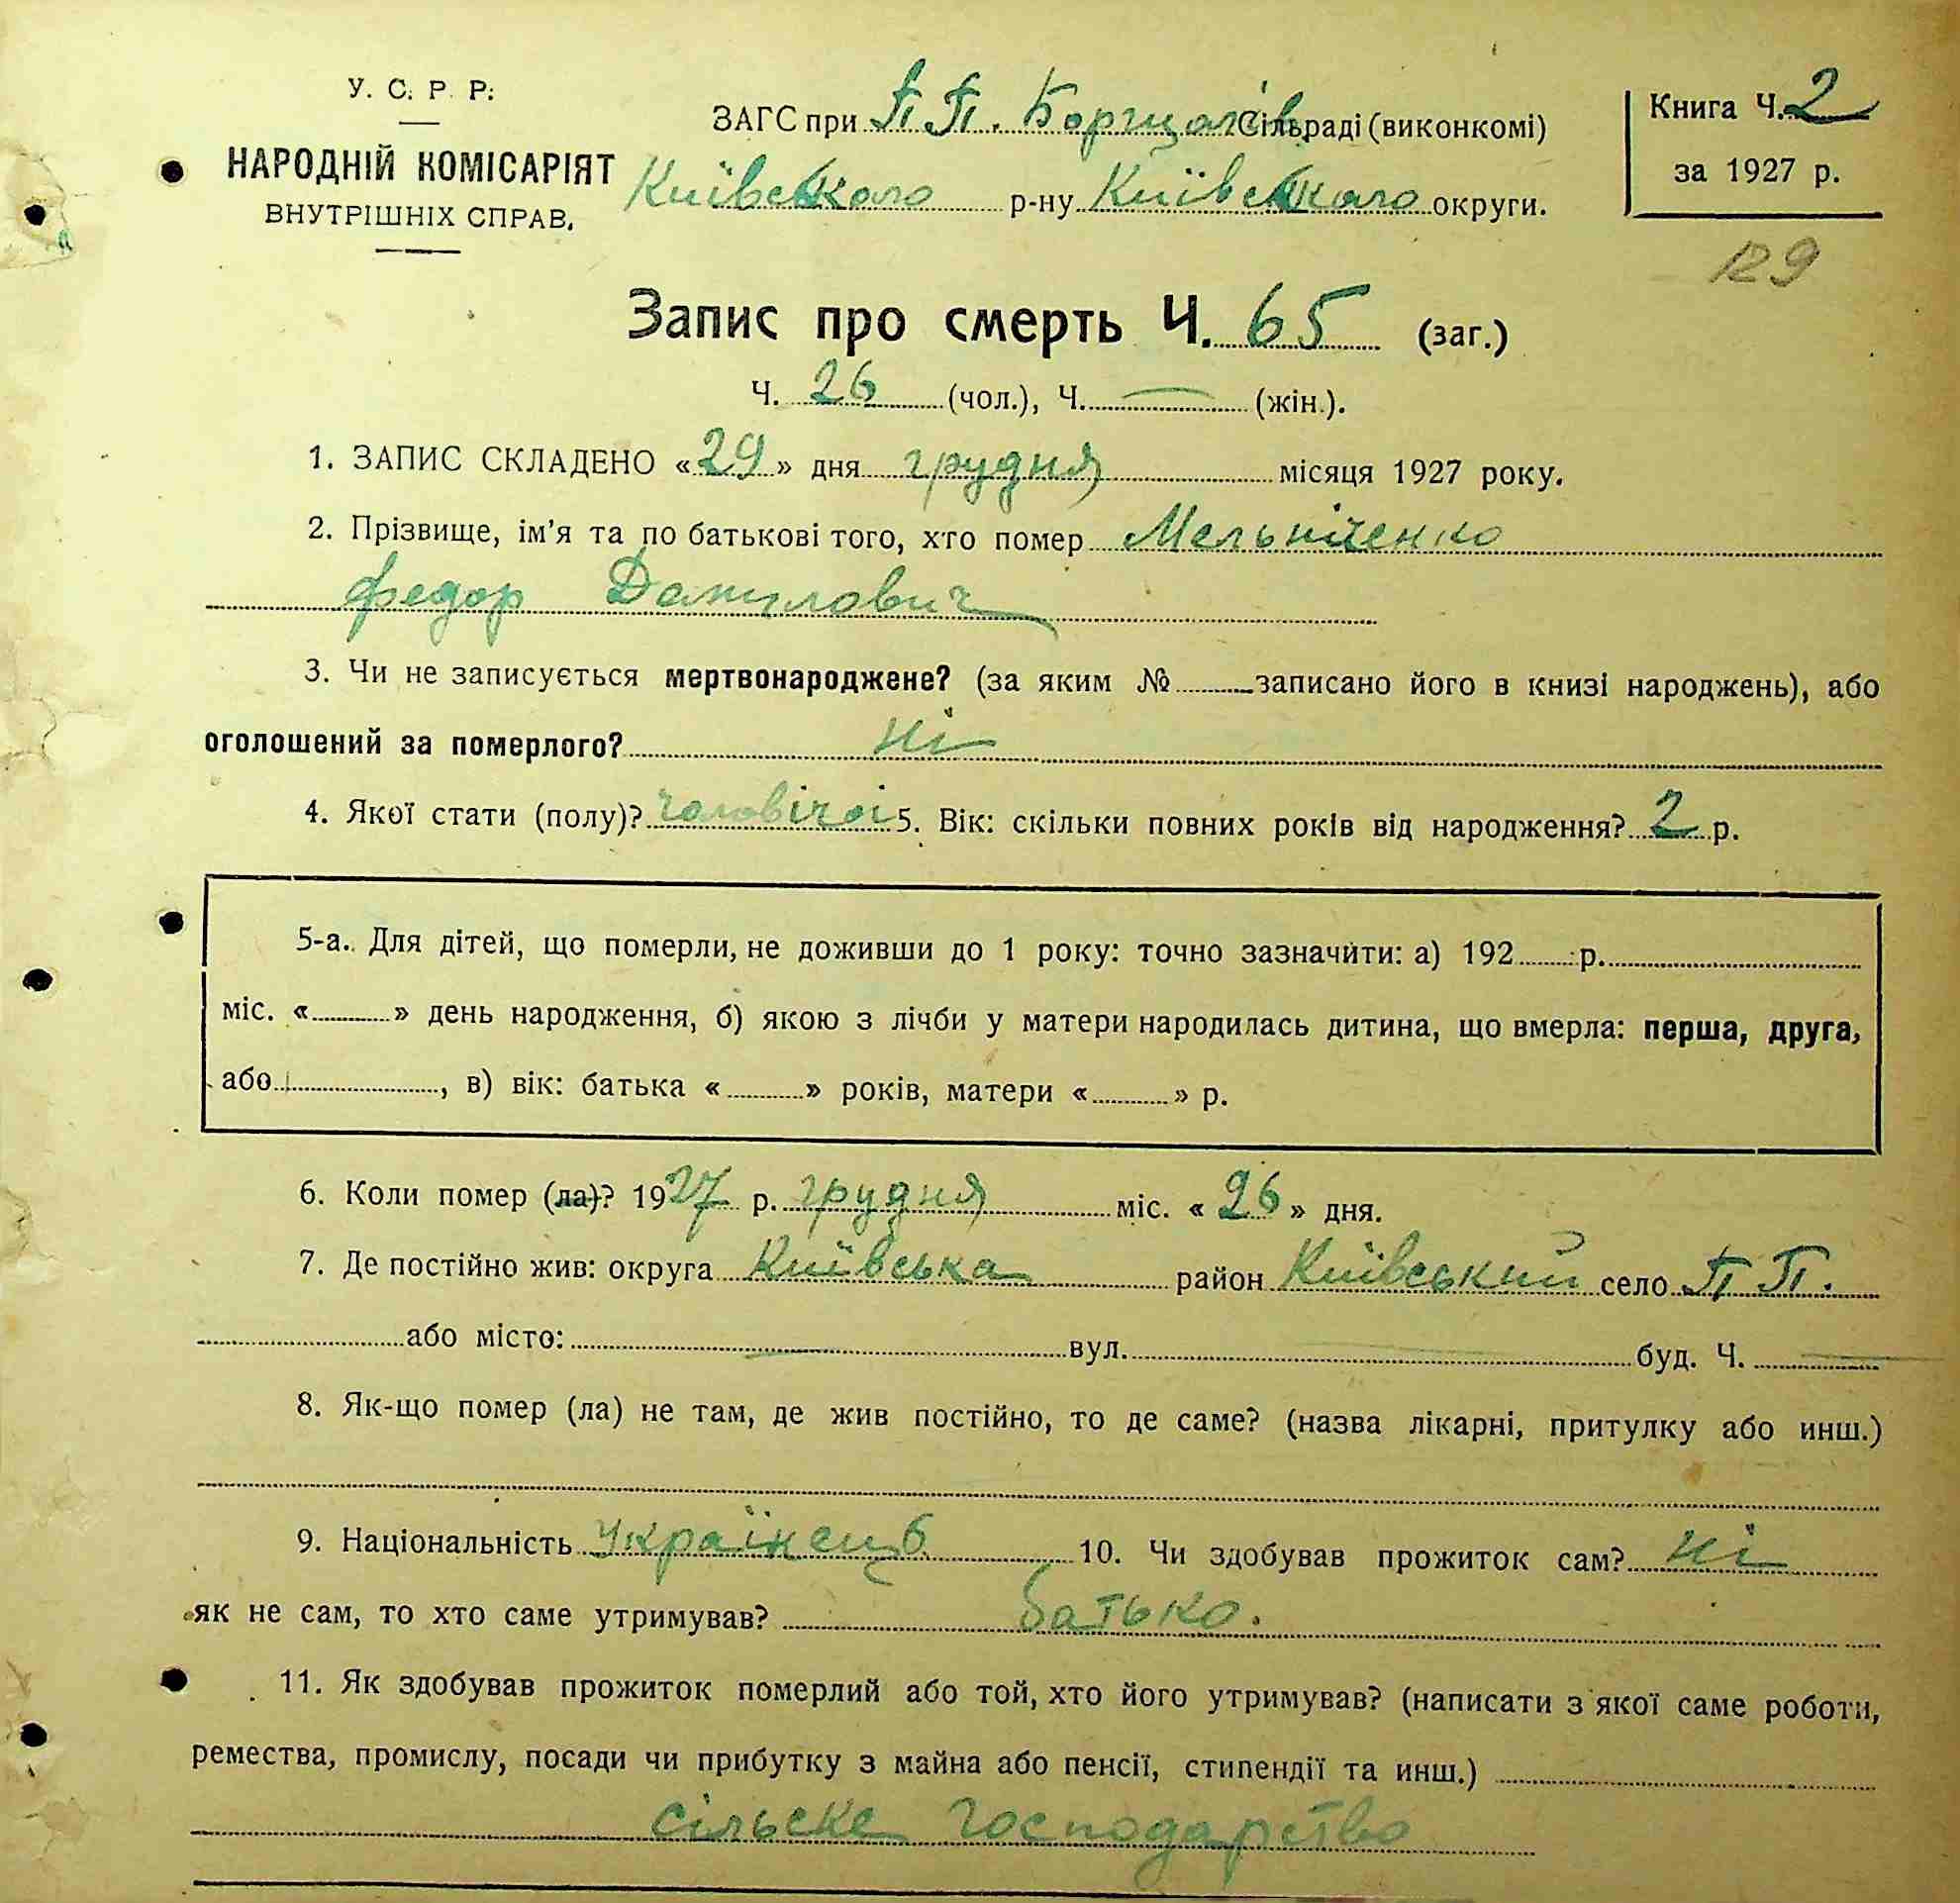 У. С. Р. Р.
НАРОДНІЙ КОМІСАРІЯТ
ВНУТРІШНІХ СПРАВ.
ЗАГС при П П. Борщагів Сільраді (виконкомі)
Київського р-ну Київського округи.
Книга Ч. 2
за 1927 р.
129
Запис про смерть Ч. 65 (заг.)
Ч. 26 (чол.), Ч. — (жін.).
1. ЗАПИС СКЛАДЕНО «29» дня грудня місяця 1927 року.
2. Прізвище, ім'я та по батькові того, хто помер Мельниченко
Федор Данилович
3. Чи не записується мертвонароджене? (за яким № записано його в книзі народжень), або
оголошений за померлого? ні
4. Якої стати (полу)? чоловічої 5. Вік: скільки повних років від народження? 2 р.
5-а. Для дітей, що померли, не доживши до 1 року: точно зазначити: а) 192 р.
міс. « » день народження, б) якою з лічби у матери народилась дитина, що вмерла: перша, друга,
або , в) вік: батька « » років, матери « » р.
6. Коли помер (ла)? 1927 р. грудня міс. «26» дня.
7. Де постійно жив: округа Київська район Київський село П П.
або місто: — вул. — буд. Ч. —
8. Як-що помер (ла) не там, де жив постійно, то де саме? (назва лікарні, притулку або инш.)
9. Національність Українець 10. Чи здобував прожиток сам? ні
як не сам, то хто саме утримував? батько.
11. Як здобував прожиток померлий або той, хто його утримував? (написати з якої саме роботи,
ремества, промислу, посади чи прибутку з майна або пенсії, стипендії та инш.)
сільске господарство